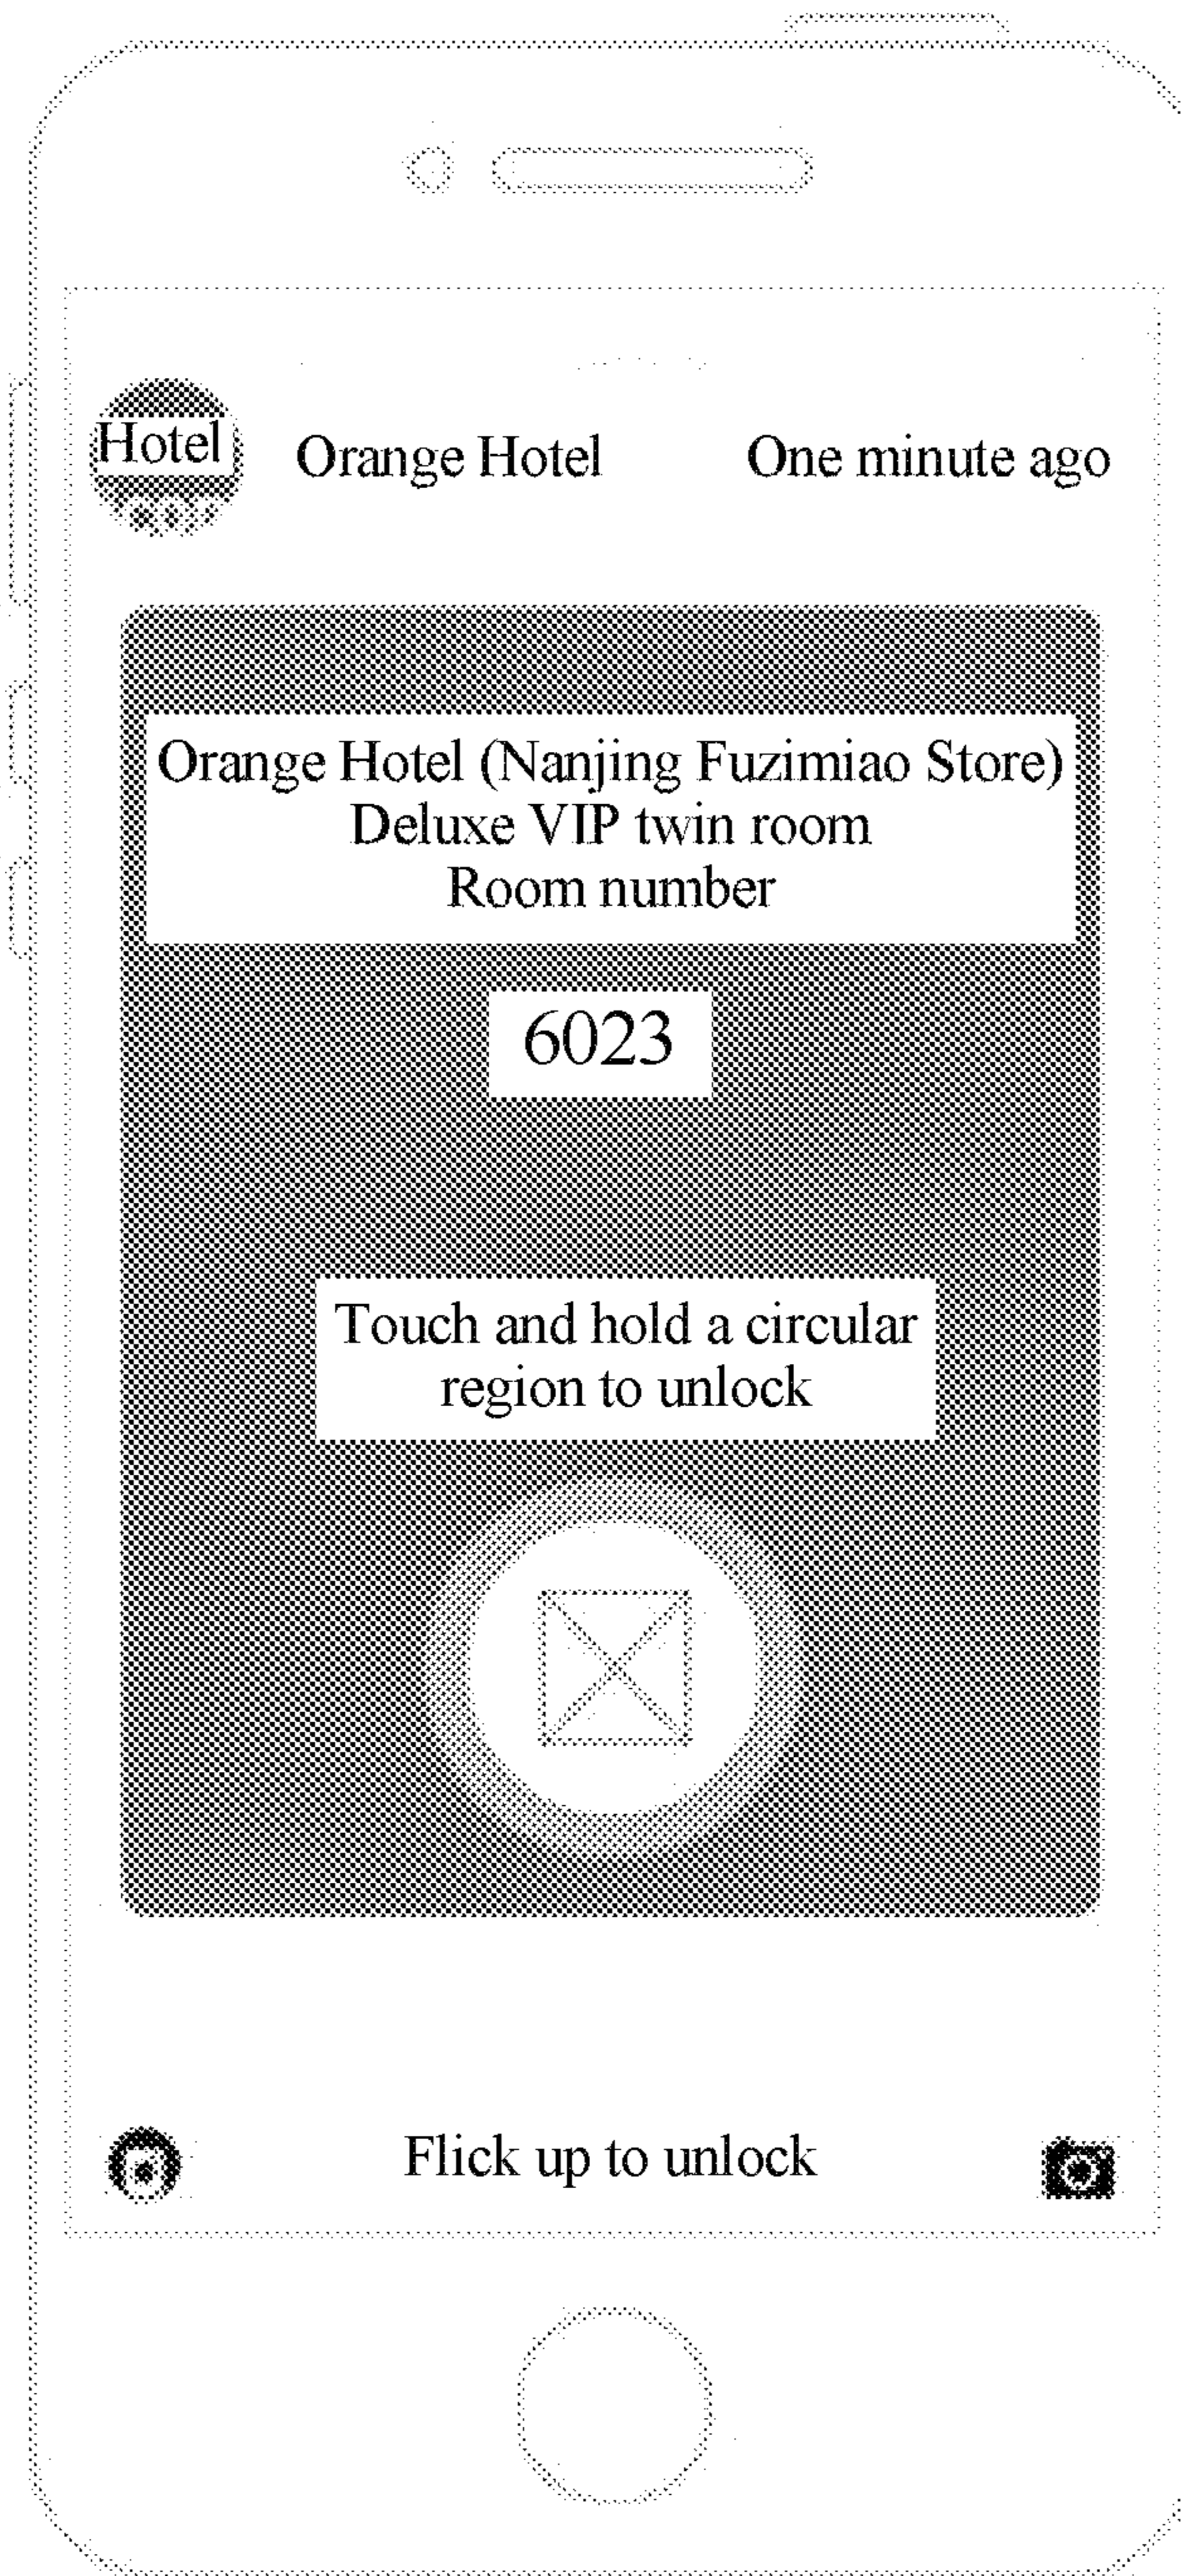 Hotel
Orange Hotel
One minute ago
Orange Hotel (Nanjing Fuzimiao Store)
Deluxe VIP twin room
Room number
6023
Touch and hold a circular
region to unlock
Flick up to unlock